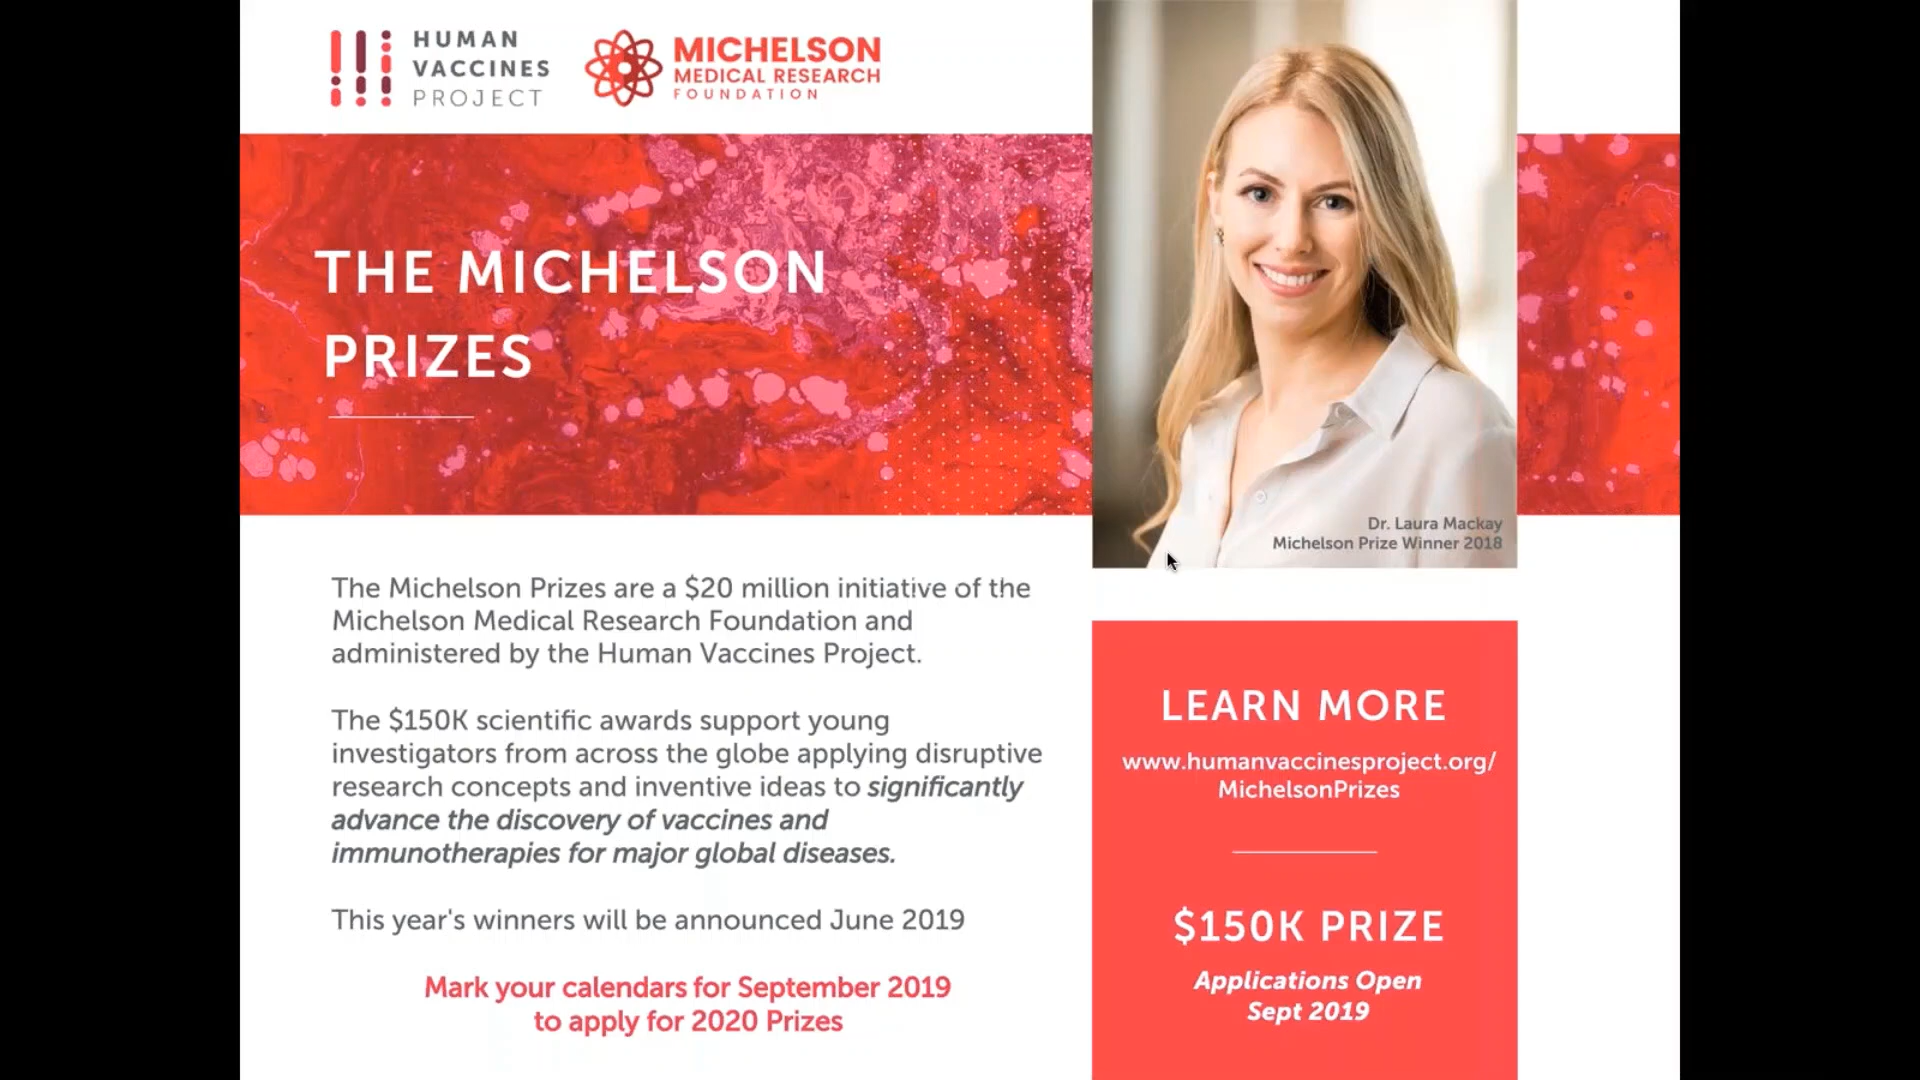 HUMAN
VACCINES
PROJECT
MICHELSON
MEDICAL RESEARCH
FOUNDATION
THE MICHELSON
PRIZES
Dr. Laura Mackay
Michelson Prize Winner 2018
The Michelson Prizes are a $20 million initiative of the
Michelson Medical Research Foundation and
administered by the Human Vaccines Project.
The $150K scientific awards support young
investigators from across the globe applying disruptive
research concepts and inventive ideas to significantly
advance the discovery of vaccines and
immunotherapies for major global diseases.
This year's winners will be announced June 2019
Mark your calendars for September 2019
to apply for 2020 Prizes
LEARN MORE
www.humanvaccinesproject.org/
MichelsonPrizes
$150K PRIZE
Applications Open
Sept 2019